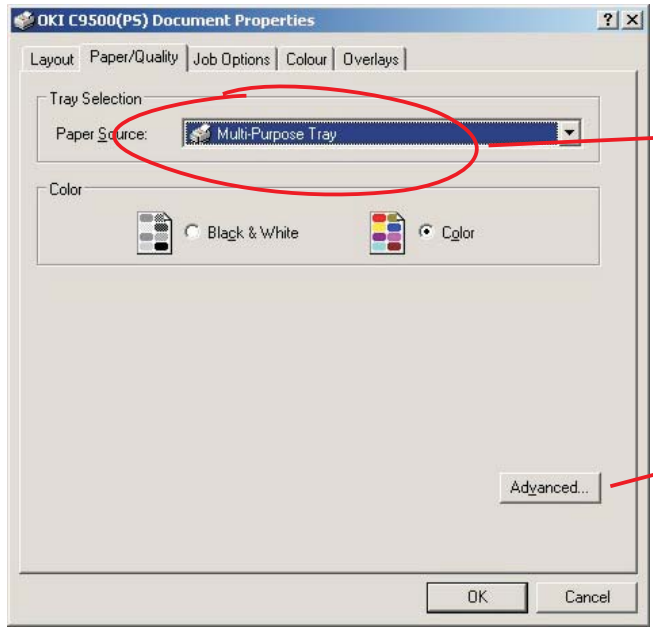 OKI C9500(PS) Document Properties
Layout Paper/Quality Job Options Colour Overlays
Tray Selection
Paper Source: Multi-Purpose Tray
Color
Black & White Color
Advanced...
OK Cancel